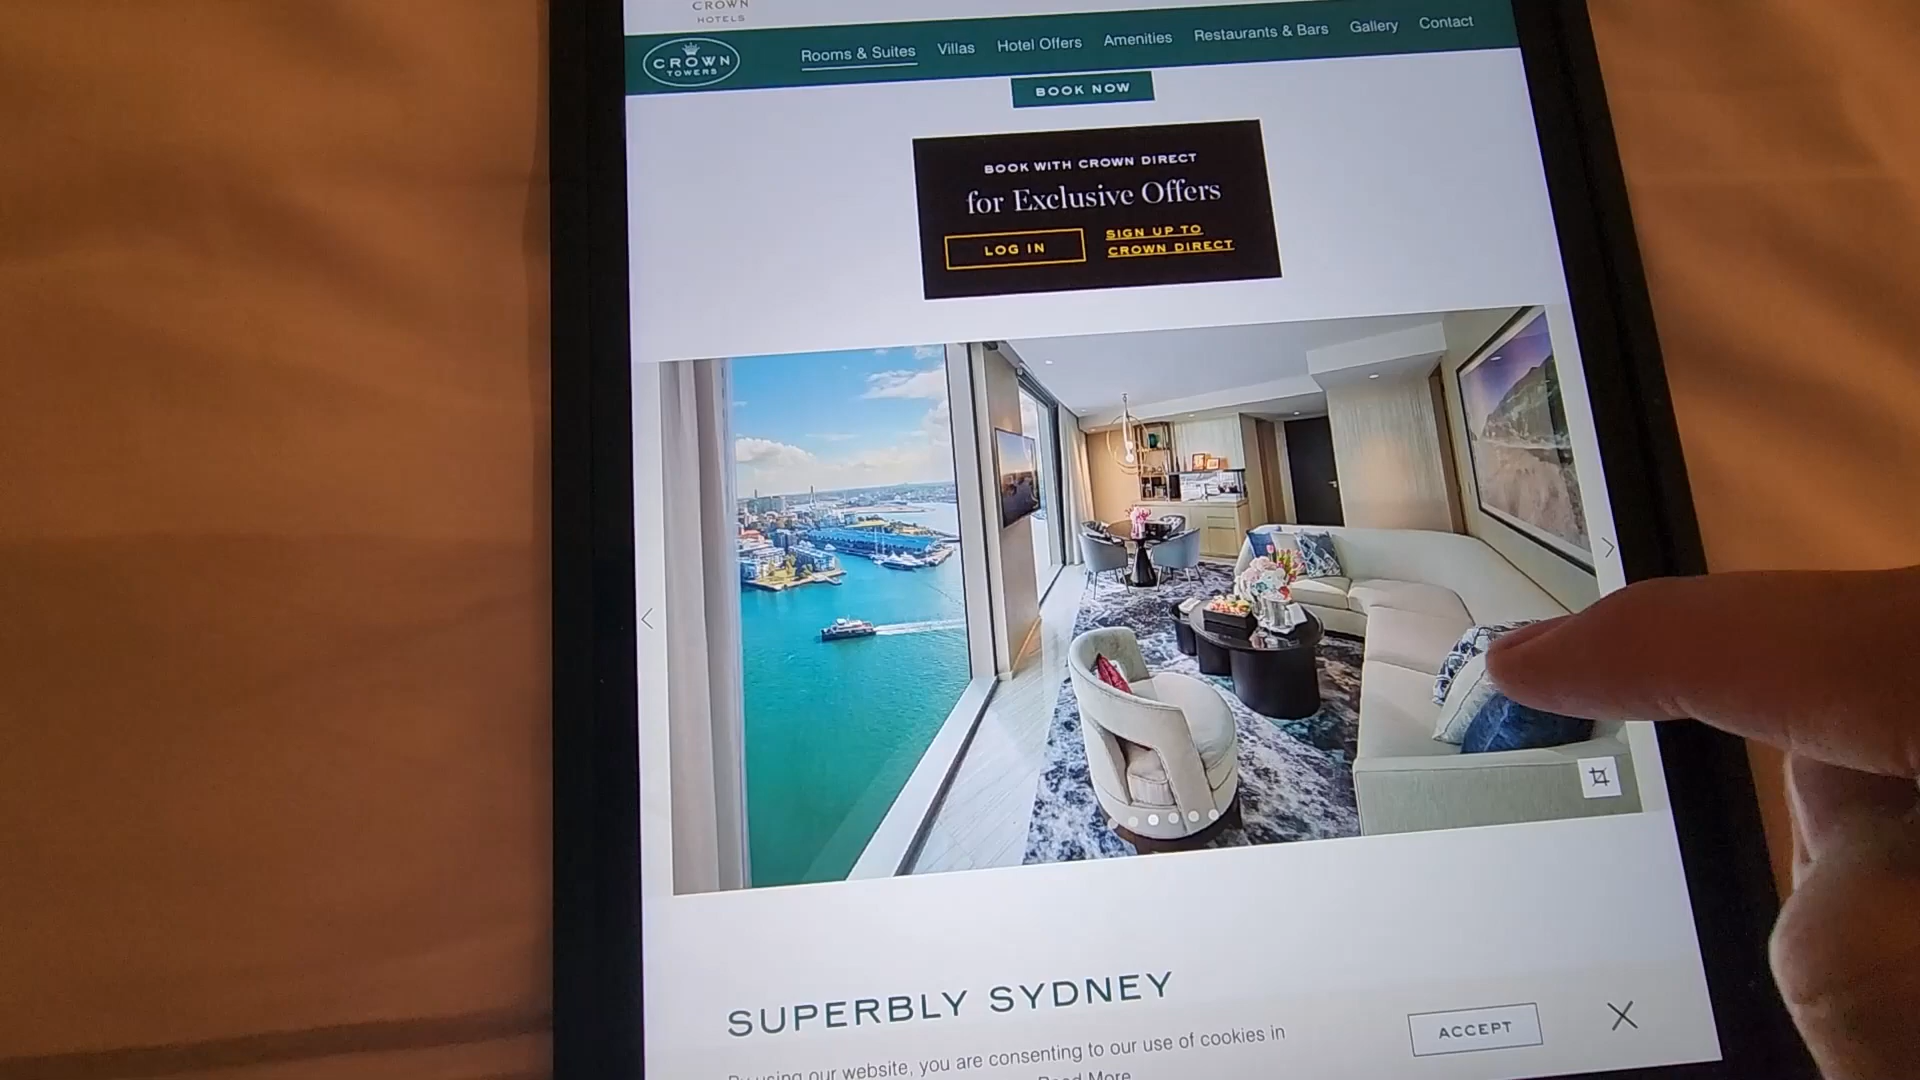 CROWN
HOTELS
CROWN
TOWERS
Rooms & Suites
Villas
Hotel Offers
Amenities
Restaurants & Bars
Gallery
Contact
BOOK NOW
BOOK WITH CROWN DIRECT
for Exclusive Offers
LOG IN
SIGN UP TO
CROWN DIRECT
SUPERBLY SYDNEY
By using our website, you are consenting to our use of cookies in
Read More
ACCEPT